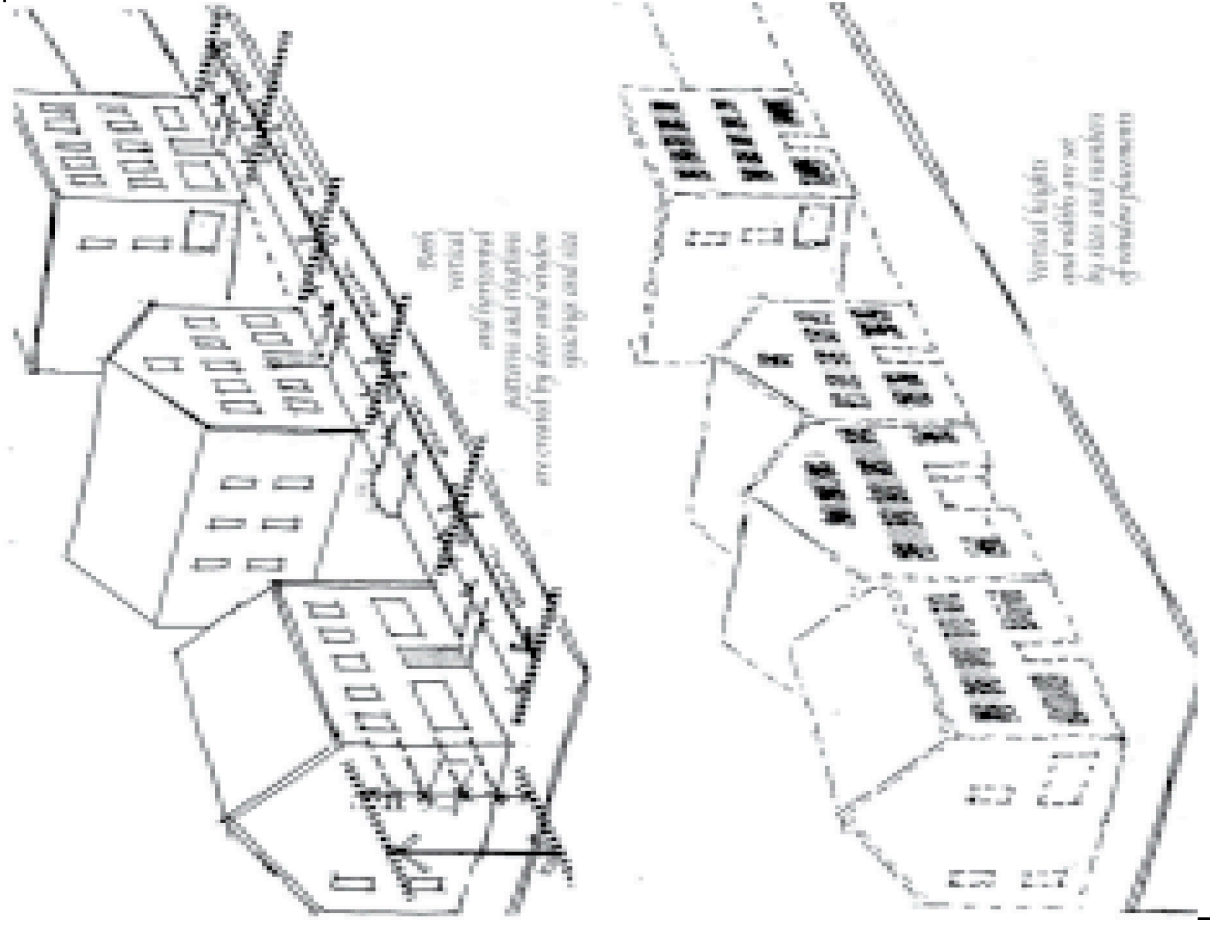 Both
vertical
and horizontal
patterns and rhythms
are created by door and window
spacings and size
Vertical heights
and widths are set
by sizes and numbers
of window placements